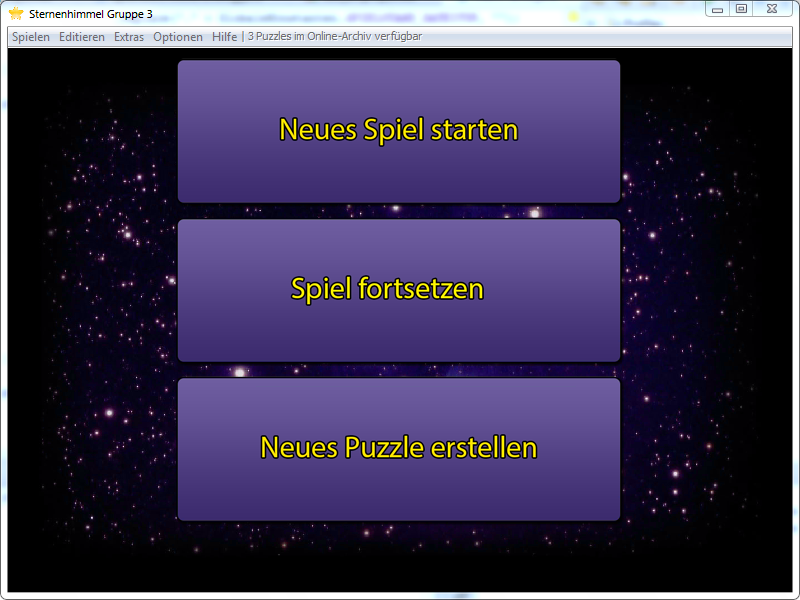 Sternenhimmel Gruppe 3
Spielen Editieren Extras Optionen Hilfe | 3 Puzzles im Online-Archiv verfügbar
Neues Spiel starten
Spiel fortsetzen
Neues Puzzle erstellen